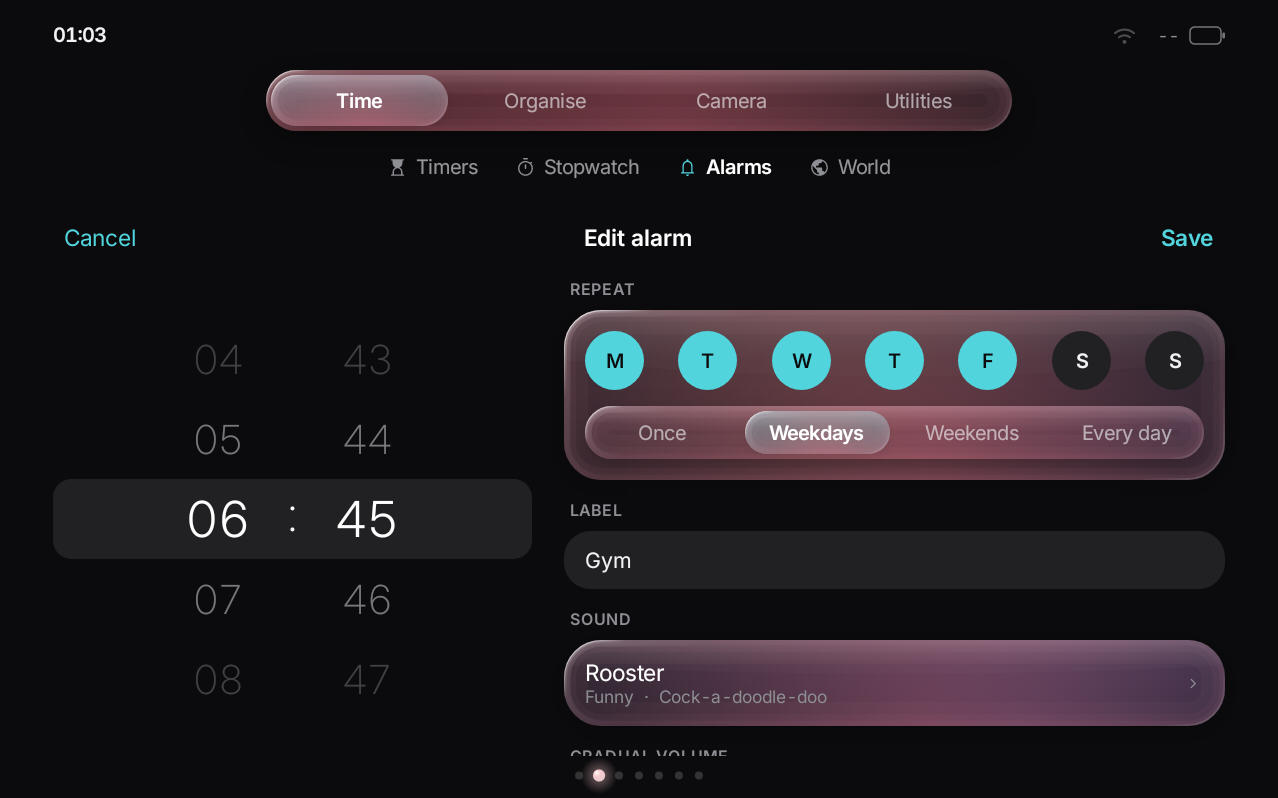 01:03
--
Time Organise Camera Utilities
Timers Stopwatch Alarms World
Cancel
Edit alarm
Save
04 43
05 44
06 : 45
07 46
08 47
REPEAT
M T W T F S S
Once Weekdays Weekends Every day
LABEL
Gym
SOUND
Rooster
Funny · Cock-a-doodle-doo
GRADUAL VOLUME